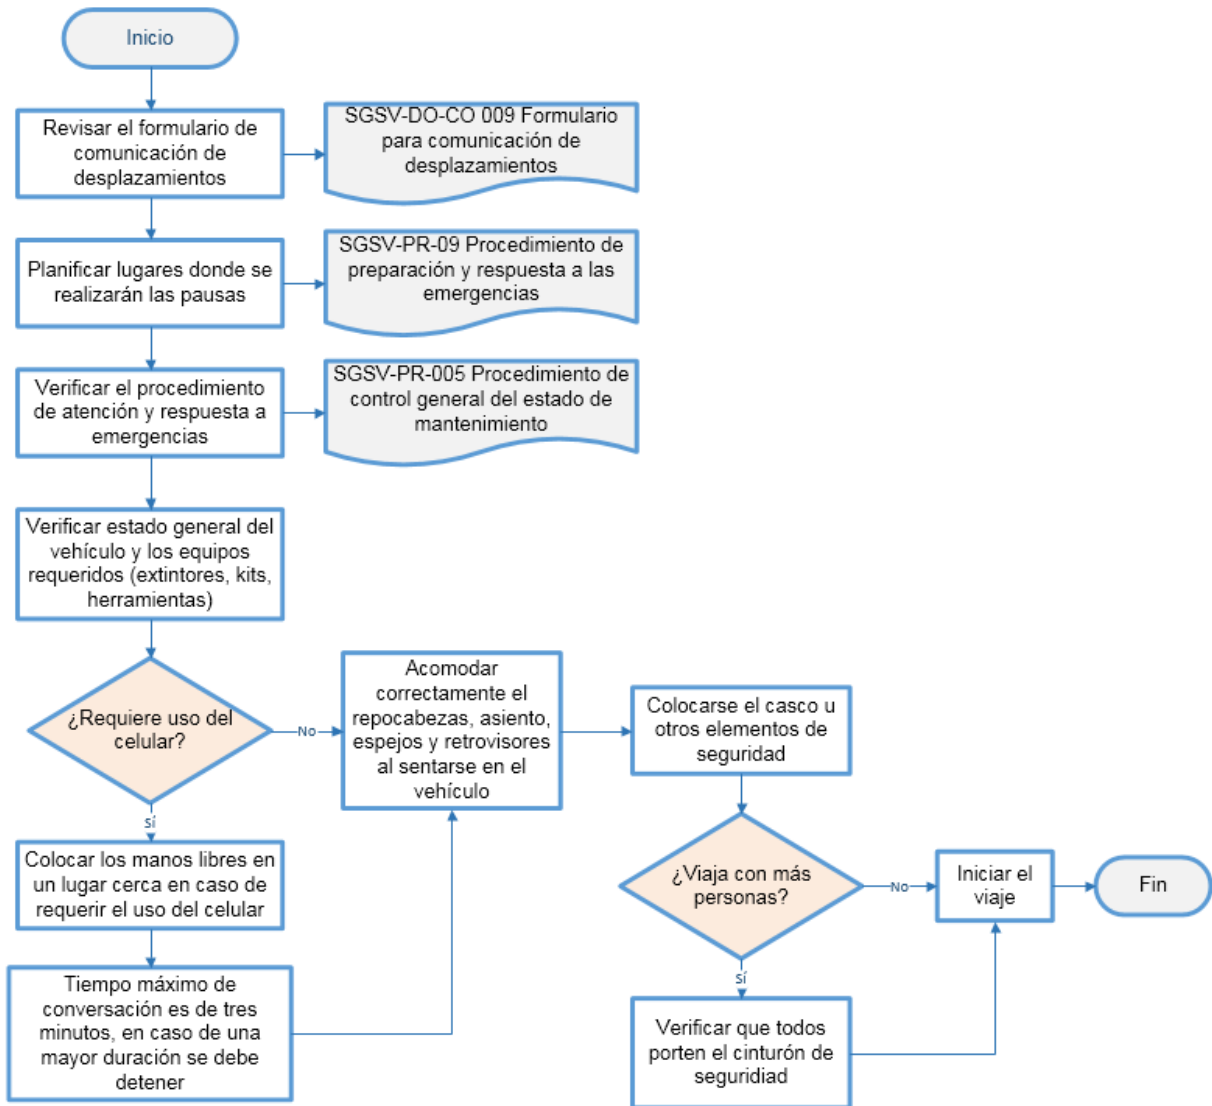 Inicio
Revisar el formulario de
comunicación de
desplazamientos
SGSV-DO-CO 009 Formulario
para comunicación de
desplazamientos
Planificar lugares donde se
realizarán las pausas
SGSV-PR-09 Procedimiento de
preparación y respuesta a las
emergencias
Verificar el procedimiento
de atención y respuesta a
emergencias
SGSV-PR-005 Procedimiento de
control general del estado de
mantenimiento
Verificar estado general del
vehículo y los equipos
requeridos (extintores, kits,
herramientas)
¿Requiere uso del
celular?
No
Sí
Colocar los manos libres en
un lugar cerca en caso de
requerir el uso del celular
Tiempo máximo de
conversación es de tres
minutos, en caso de una
mayor duración se debe
detener
Acomodar
correctamente el
repocabezas, asiento,
espejos y retrovisores
al sentarse en el
vehículo
Colocarse el casco u
otros elementos de
seguridad
¿Viaja con más
personas?
No
Sí
Verificar que todos
porten el cinturón de
seguridiad
Iniciar el
viaje
Fin